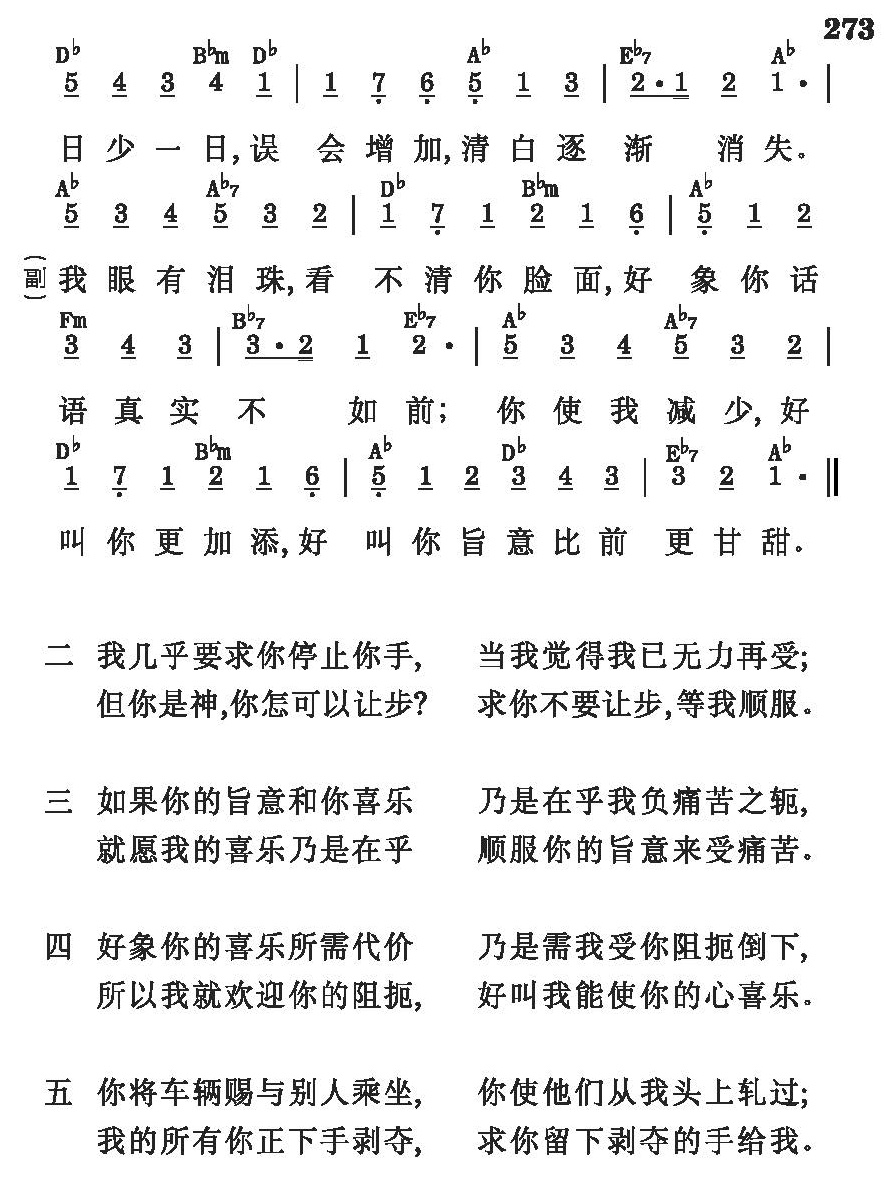 273
D♭ B♭m D♭ A♭ E♭7 A♭
5 4 3 4 1 | 1 7 6 5 1 3 | 2·1 2 1· |
日少一日,误会增加,清白逐渐消失。
A♭ A♭7 D♭ B♭m A♭
5 3 4 5 3 2 | 1 7 1 2 1 6 | 5 1 2
(副) 我眼有泪珠,看不清你脸面,好象你话
Fm B♭7 E♭7 A♭ A♭7
3 4 3 | 3·2 1 2· | 5 3 4 5 3 2 |
语真实不如前;你使我减少,好
D♭ B♭m A♭ D♭ E♭7 A♭
1 7 1 2 1 6 | 5 1 2 3 4 3 | 3 2 1· ‖
叫你更加添,好叫你旨意比前更甘甜。
二 我几乎要求你停止你手, 当我觉得我已无力再受;
但你是神,你怎可以让步? 求你不要让步,等我顺服。
三 如果你的旨意和你喜乐 乃是在乎我负痛苦之轭,
就愿我的喜乐乃是在乎 顺服你的旨意来受痛苦。
四 好象你的喜乐所需代价 乃是需我受你阻扼倒下,
所以我就欢迎你的阻扼, 好叫我能使你的心喜乐。
五 你将车辆赐与别人乘坐, 你使他们从我头上轧过;
我的所有你正下手剥夺, 求你留下剥夺的手给我。